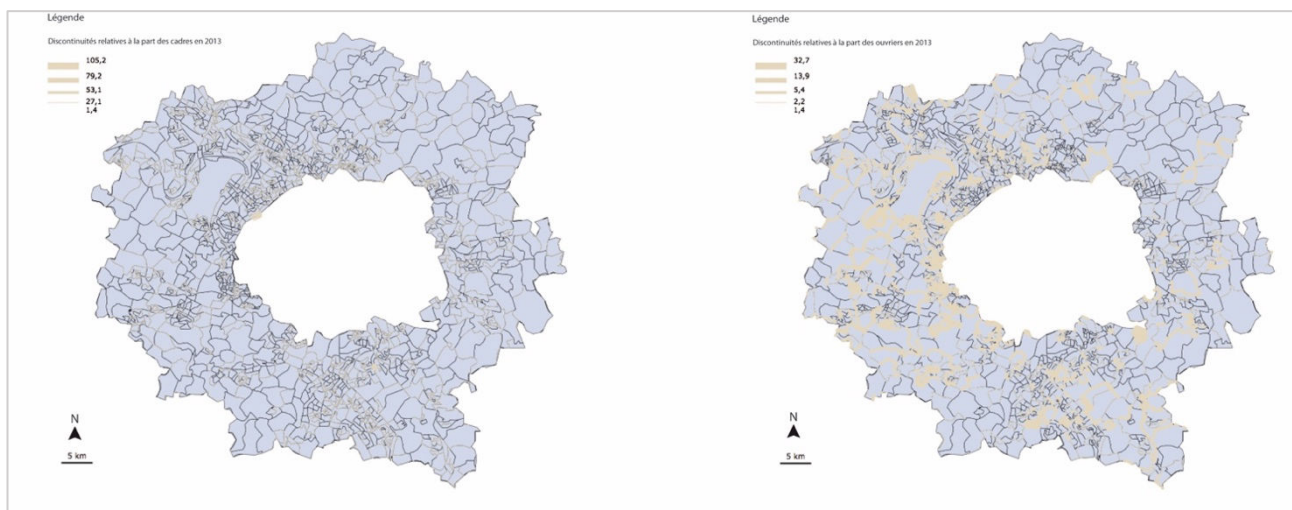 Légende
Discontinuités relatives à la part des cadres en 2013
105,2
79,2
53,1
27,1
1,4
N
5 km
Légende
Discontinuités relatives à la part des ouvriers en 2013
32,7
13,9
5,4
2,2
1,4
N
5 km